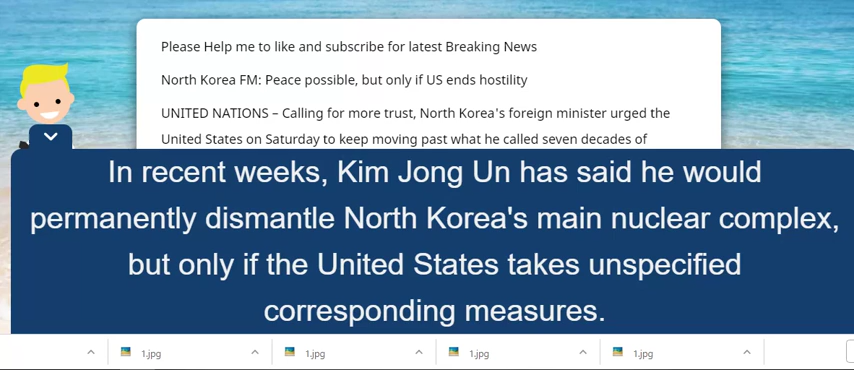 Please Help me to like and subscribe for latest Breaking News
North Korea FM: Peace possible, but only if US ends hostility
UNITED NATIONS – Calling for more trust, North Korea's foreign minister urged the
United States on Saturday to keep moving past what he called seven decades of
In recent weeks, Kim Jong Un has said he would
permanently dismantle North Korea's main nuclear complex,
but only if the United States takes unspecified
corresponding measures.
1.jpg
1.jpg
1.jpg
1.jpg